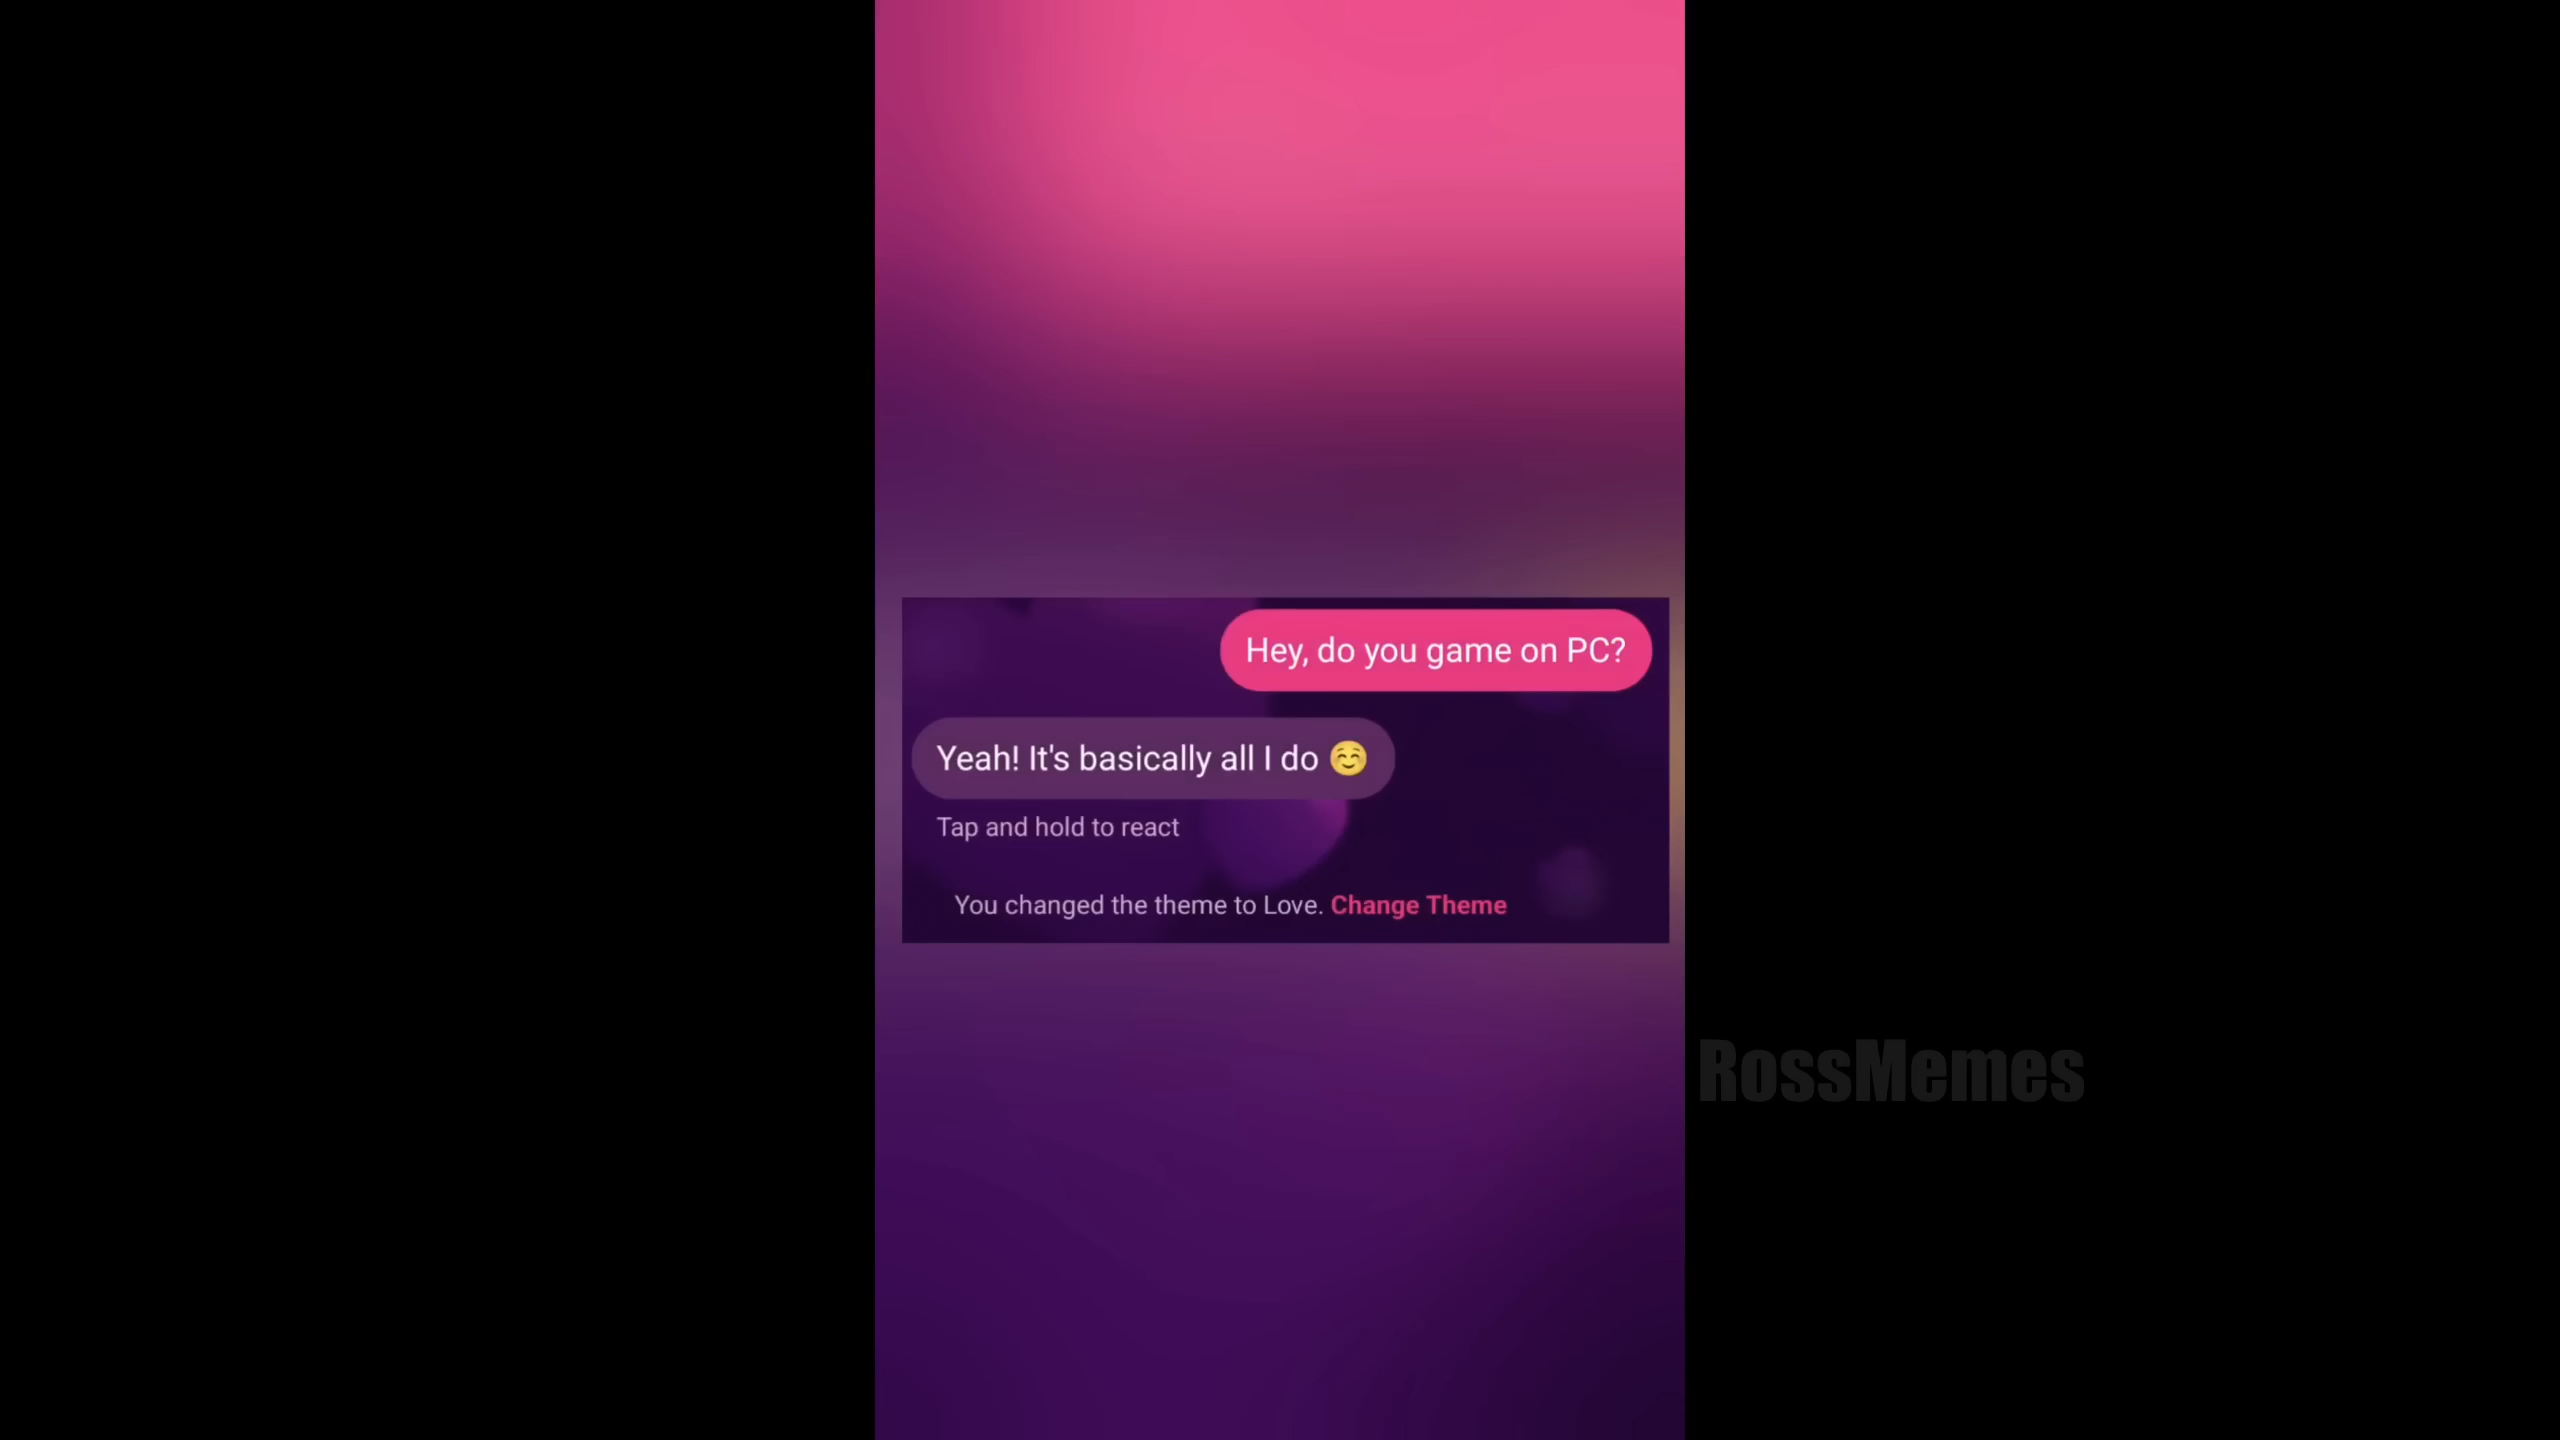 Hey, do you game on PC?
Yeah! It's basically all I do ☺️
Tap and hold to react
You changed the theme to Love. Change Theme
RossMemes